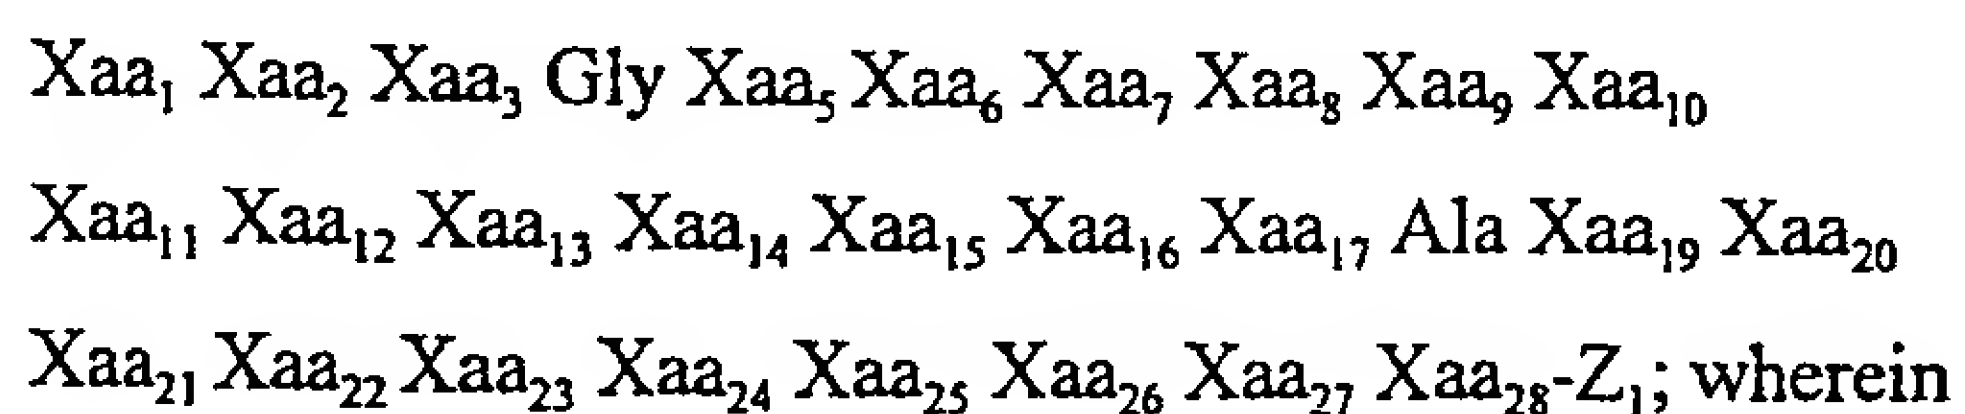 Xaa₁ Xaa₂ Xaa₃ Gly Xaa₅ Xaa₆ Xaa₇ Xaa₈ Xaa₉ Xaa₁₀
Xaa₁₁ Xaa₁₂ Xaa₁₃ Xaa₁₄ Xaa₁₅ Xaa₁₆ Xaa₁₇ Ala Xaa₁₉ Xaa₂₀
Xaa₂₁ Xaa₂₂ Xaa₂₃ Xaa₂₄ Xaa₂₅ Xaa₂₆ Xaa₂₇ Xaa₂₈-Z₁; wherein